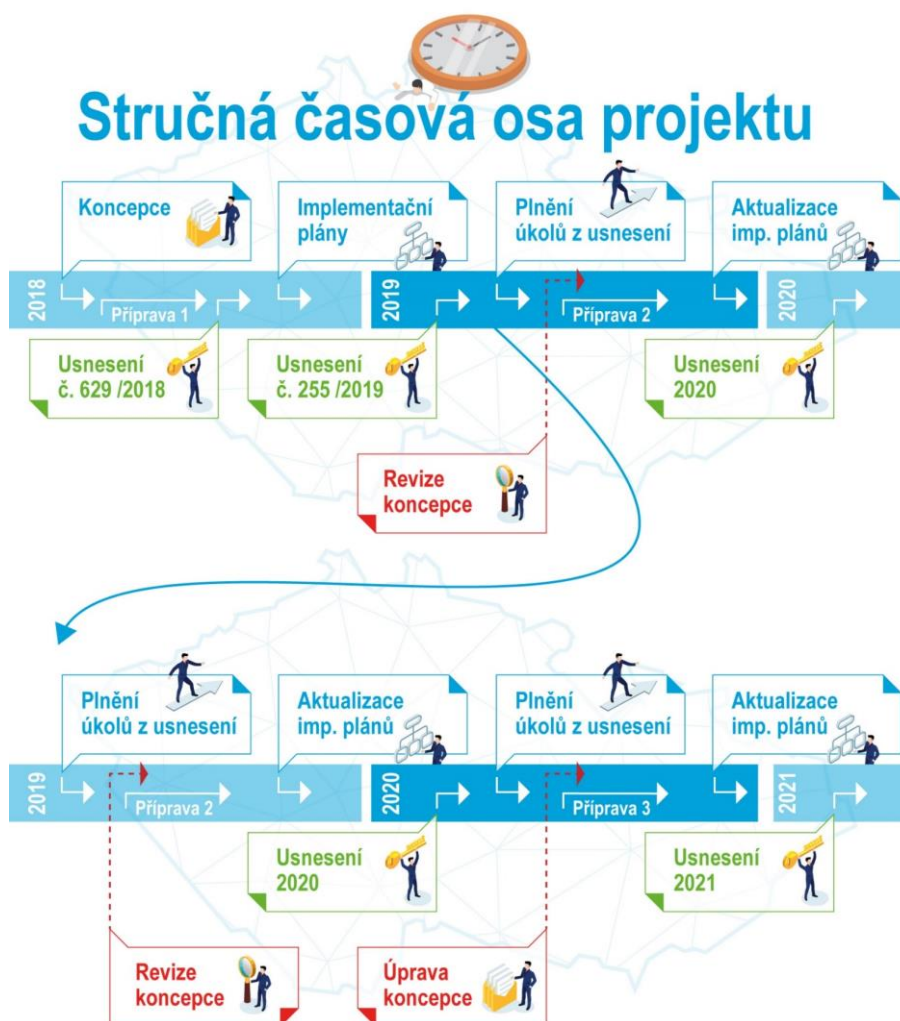 Stručná časová osa projektu
Koncepce
Implementační
plány
Plnění
úkolů z usnesení
Aktualizace
imp. plánů
2018
Příprava 1
2019
Příprava 2
2020
Usnesení
č. 629 /2018
Usnesení
č. 255 /2019
Usnesení
2020
Revize
koncepce
Plnění
úkolů z usnesení
Aktualizace
imp. plánů
Plnění
úkolů z usnesení
Aktualizace
imp. plánů
2019
Příprava 2
2020
Příprava 3
2021
Usnesení
2020
Usnesení
2021
Revize
koncepce
Úprava
koncepce